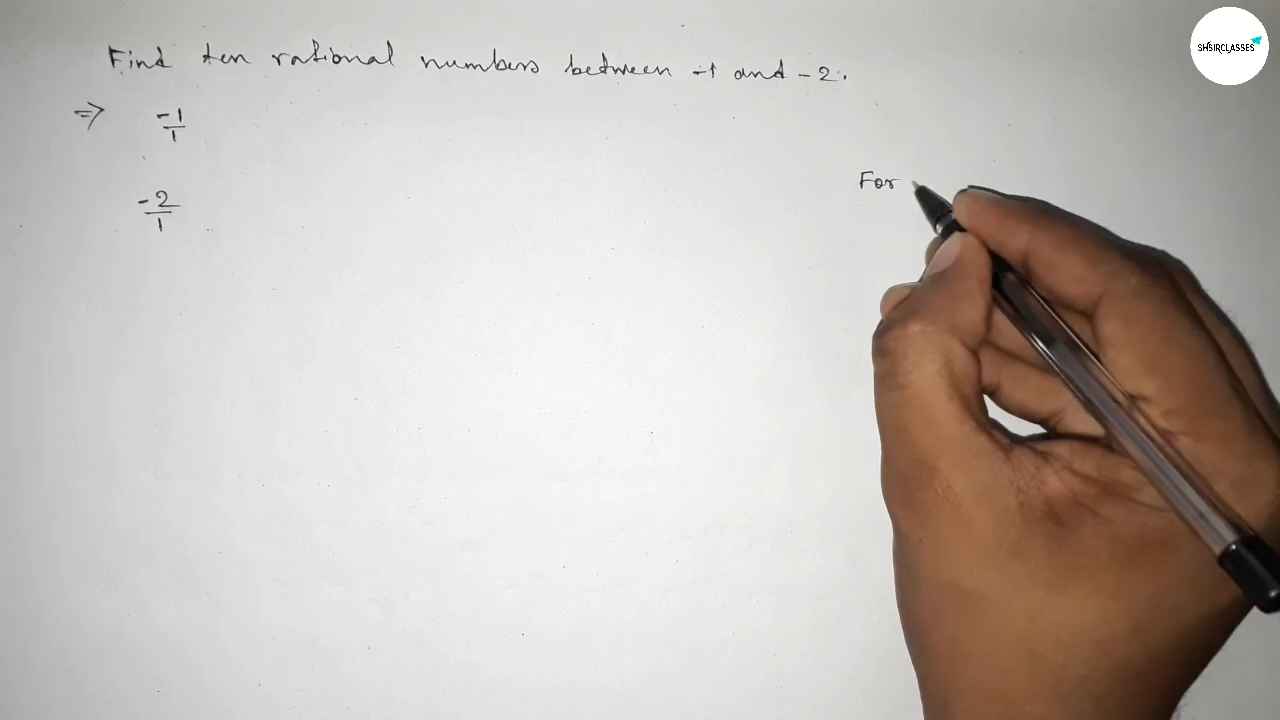 Find ten rational numbers between -1 and -2.
⇒ -1/1
-2/1
For
SHSIRCLASSES